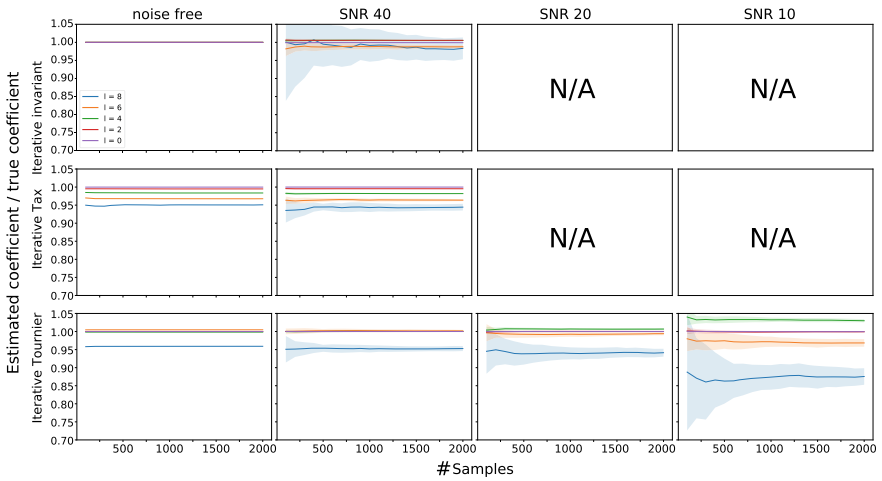 noise free SNR 40 SNR 20 SNR 10
Estimated coefficient / true coefficient
Iterative invariant
1.05
1.00
0.95
0.90
0.85
0.80
0.75
0.70
l = 8
l = 6
l = 4
l = 2
l = 0
N/A N/A
Iterative Tax
1.05
1.00
0.95
0.90
0.85
0.80
0.75
0.70
N/A N/A
Iterative Tournier
1.05
1.00
0.95
0.90
0.85
0.80
0.75
0.70
500 1000 1500 2000 500 1000 1500 2000 500 1000 1500 2000 500 1000 1500 2000
#Samples